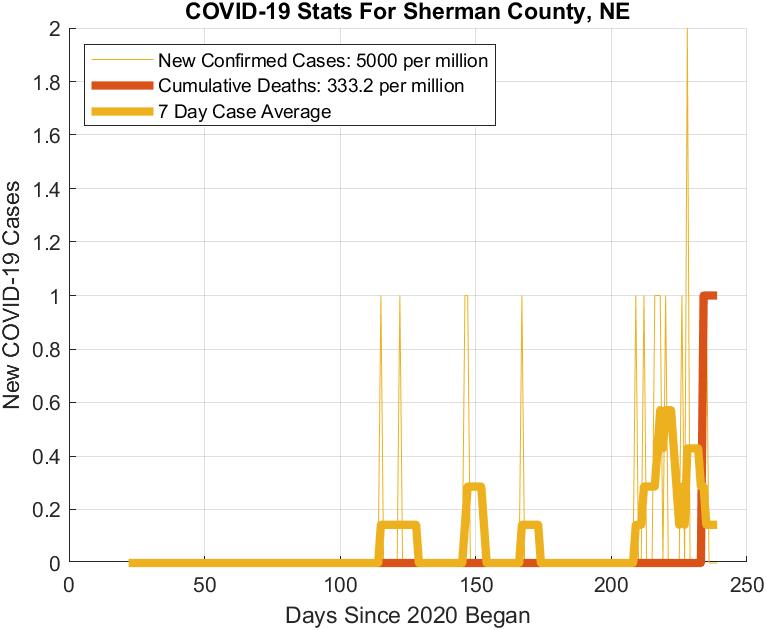 COVID-19 Stats For Sherman County, NE
New Confirmed Cases: 5000 per million
Cumulative Deaths: 333.2 per million
7 Day Case Average
New COVID-19 Cases
2
1.8
1.6
1.4
1.2
1
0.8
0.6
0.4
0.2
0
0 50 100 150 200 250
Days Since 2020 Began